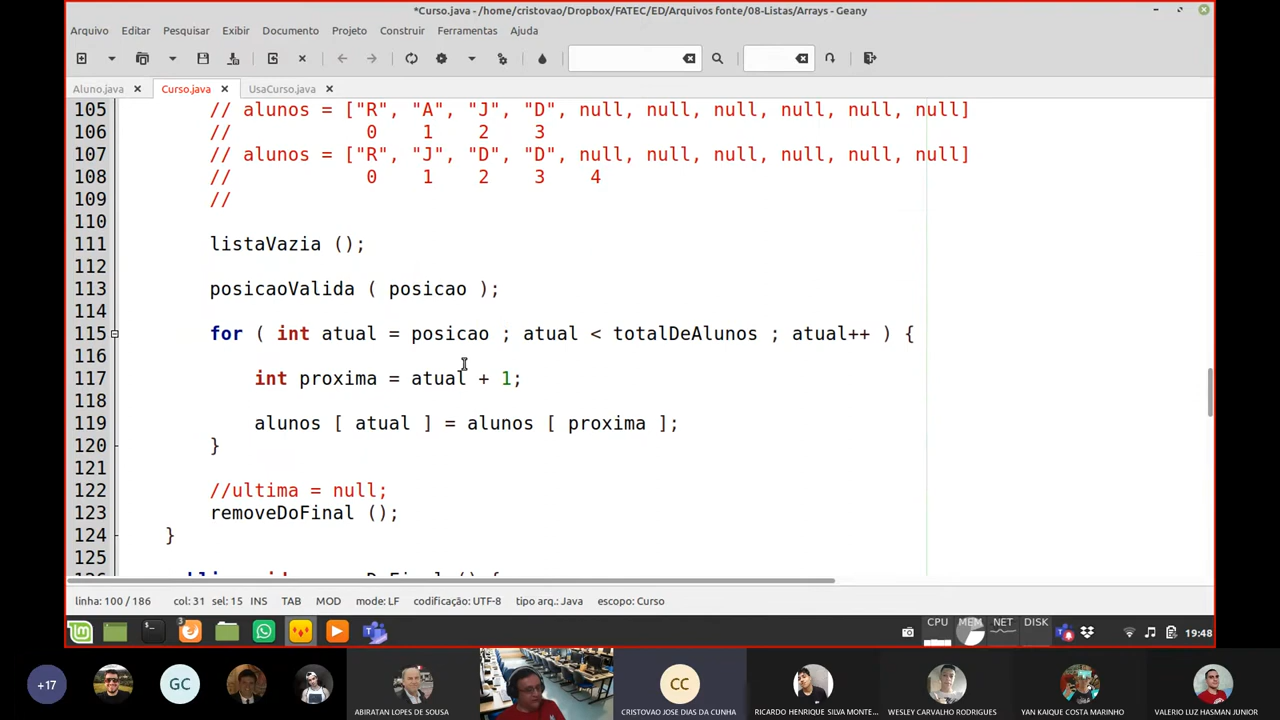 *Curso.java - /home/cristovao/Dropbox/FATEC/ED/Arquivos fonte/08-Listas/Arrays - Geany
Arquivo Editar Pesquisar Exibir Documento Projeto Construir Ferramentas Ajuda
Aluno.java Curso.java UsaCurso.java
105 // alunos = ["R", "A", "J", "D", null, null, null, null, null, null]
106 // 0 1 2 3
107 // alunos = ["R", "J", "D", "D", null, null, null, null, null, null]
108 // 0 1 2 3 4
109 //
110
111 listaVazia ();
112
113 posicaoValida ( posicao );
114
115 for ( int atual = posicao ; atual < totalDeAlunos ; atual++ ) {
116
117 int proxima = atual + 1;
118
119 alunos [ atual ] = alunos [ proxima ];
120 }
121
122 //ultima = null;
123 removeDoFinal ();
124 }
125
linha: 100 / 186 col: 31 sel: 15 INS TAB MOD mode: LF codificação: UTF-8 tipo arq.: Java escopo: Curso
3 CPU MEM NET DISK 19:48
+17 GC CC
ABIRATAN LOPES DE SOUSA CRISTOVAO JOSE DIAS DA CUNHA RICARDO HENRIQUE SILVA MONTE... WESLEY CARVALHO RODRIGUES YAN KAIQUE COSTA MARINHO VALERIO LUZ HASMAN JUNIOR